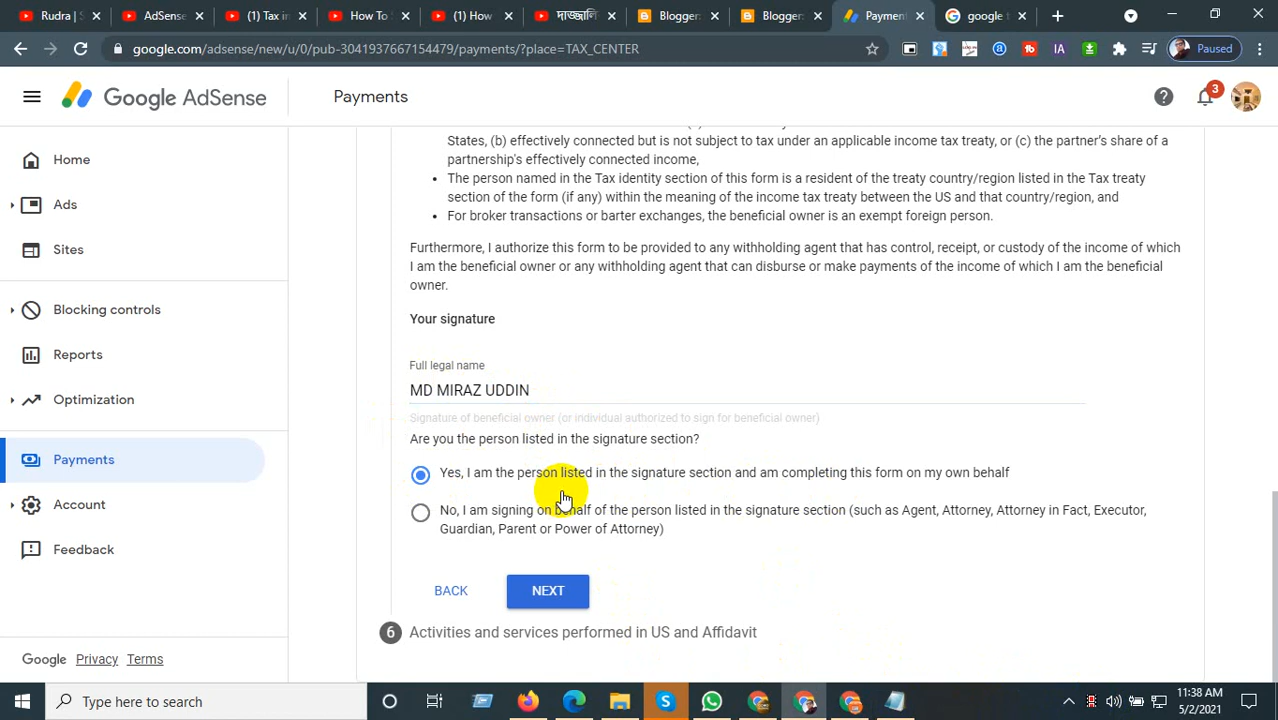 Rudra | S
AdSense
(1) Tax in
How To
(1) How
দাজ্জালি
Blogger:
Blogger:
Payment
google i
google.com/adsense/new/u/0/pub-3041937667154479/payments/?place=TAX_CENTER
Paused
Google AdSense
Payments
3
Home
Ads
Sites
Blocking controls
Reports
Optimization
Payments
Account
Feedback
Google Privacy Terms
States, (b) effectively connected but is not subject to tax under an applicable income tax treaty, or (c) the partner's share of a
partnership's effectively connected income,
• The person named in the Tax identity section of this form is a resident of the treaty country/region listed in the Tax treaty
section of the form (if any) within the meaning of the income tax treaty between the US and that country/region, and
• For broker transactions or barter exchanges, the beneficial owner is an exempt foreign person.
Furthermore, I authorize this form to be provided to any withholding agent that has control, receipt, or custody of the income of which
I am the beneficial owner or any withholding agent that can disburse or make payments of the income of which I am the beneficial
owner.
Your signature
Full legal name
MD MIRAZ UDDIN
Signature of beneficial owner (or individual authorized to sign for beneficial owner)
Are you the person listed in the signature section?
Yes, I am the person listed in the signature section and am completing this form on my own behalf
No, I am signing on behalf of the person listed in the signature section (such as Agent, Attorney, Attorney in Fact, Executor,
Guardian, Parent or Power of Attorney)
BACK
NEXT
6 Activities and services performed in US and Affidavit
Type here to search
11:38 AM
5/2/2021